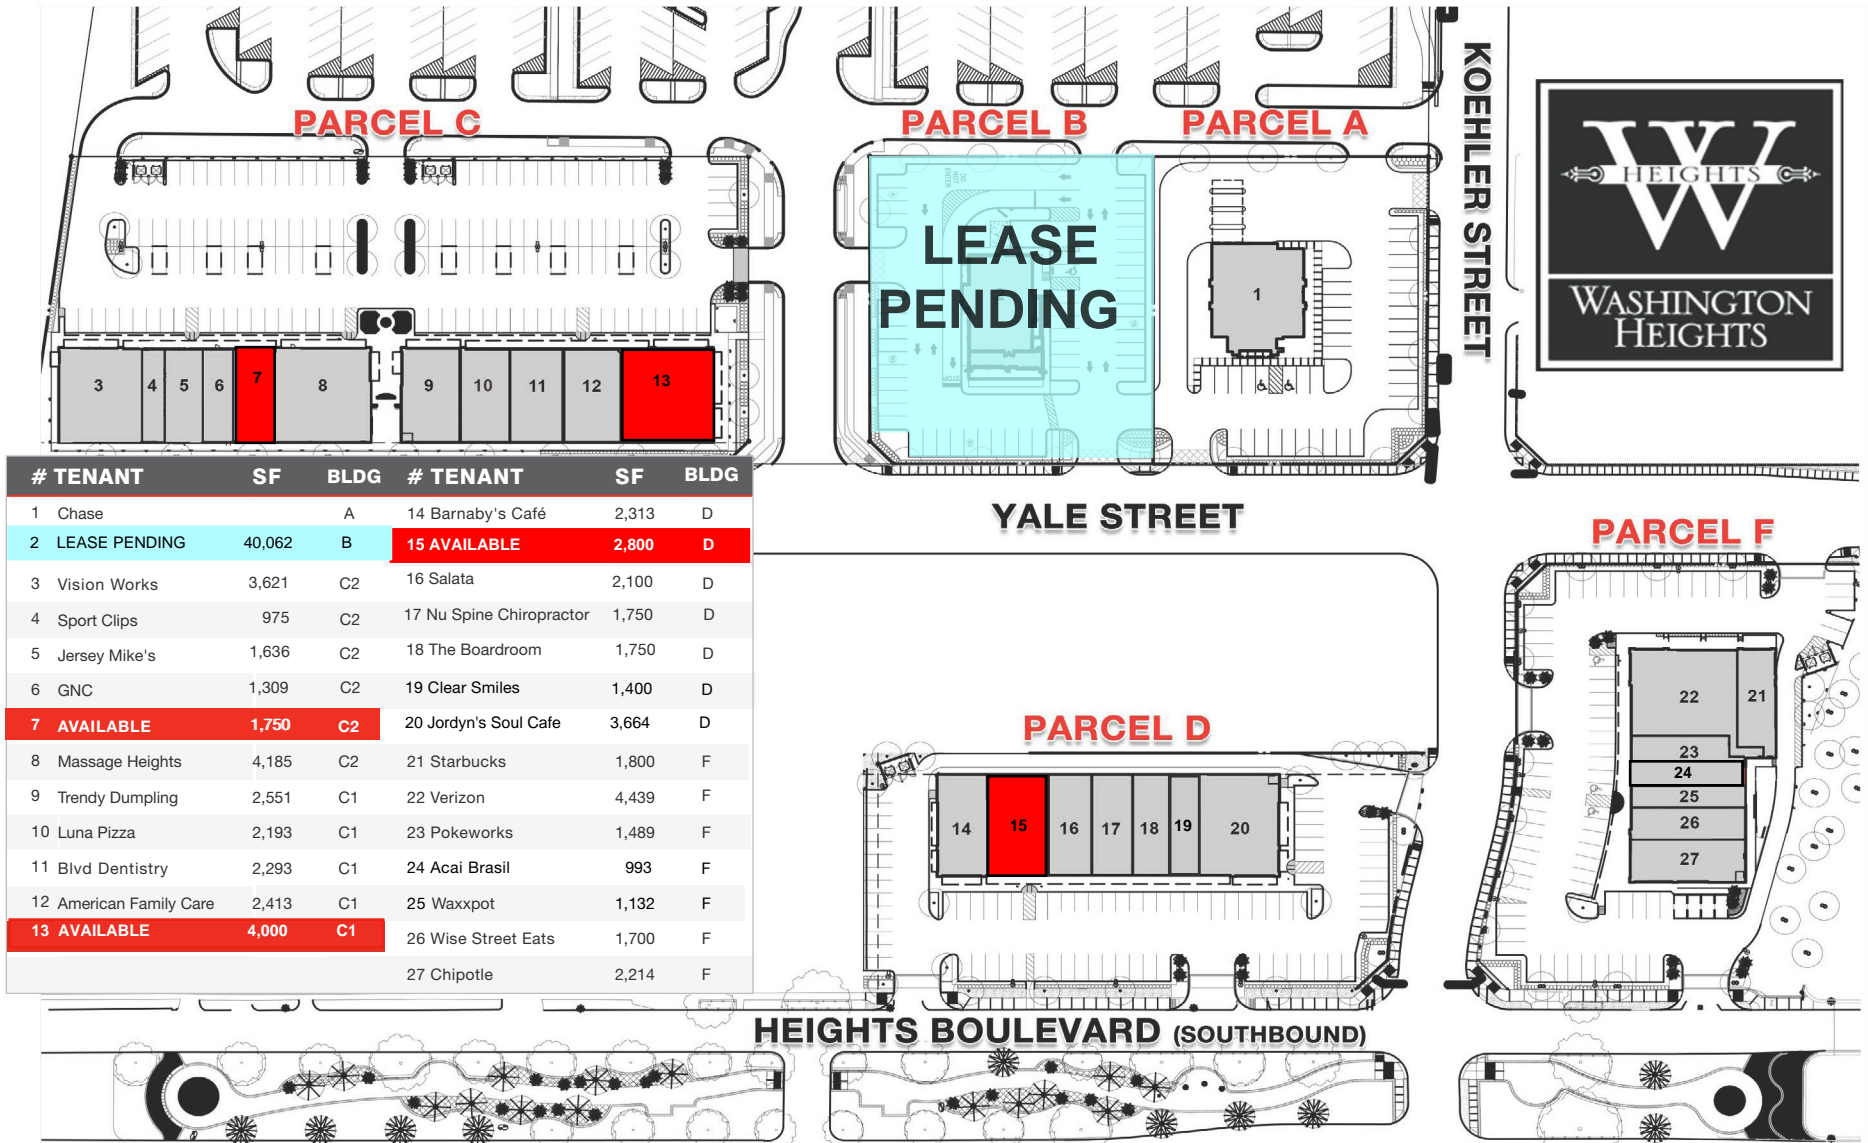 PARCEL C
PARCEL B
PARCEL A
KOEHLER STREET
W
HEIGHTS
WASHINGTON
HEIGHTS
DO
NOT
ENTER
LEASE
PENDING
STOP
1
3 4 5 6 7 8 9 10 11 12 13
# TENANT SF BLDG # TENANT SF BLDG
1 Chase A 14 Barnaby's Café 2,313 D
2 LEASE PENDING 40,062 B 15 AVAILABLE 2,800 D
3 Vision Works 3,621 C2 16 Salata 2,100 D
4 Sport Clips 975 C2 17 Nu Spine Chiropractor 1,750 D
5 Jersey Mike's 1,636 C2 18 The Boardroom 1,750 D
6 GNC 1,309 C2 19 Clear Smiles 1,400 D
7 AVAILABLE 1,750 C2 20 Jordyn's Soul Cafe 3,664 D
8 Massage Heights 4,185 C2 21 Starbucks 1,800 F
9 Trendy Dumpling 2,551 C1 22 Verizon 4,439 F
10 Luna Pizza 2,193 C1 23 Pokeworks 1,489 F
11 Blvd Dentistry 2,293 C1 24 Acai Brasil 993 F
12 American Family Care 2,413 C1 25 Waxxpot 1,132 F
13 AVAILABLE 4,000 C1 26 Wise Street Eats 1,700 F
27 Chipotle 2,214 F
YALE STREET
PARCEL F
22 21
23
24
25
26
27
PARCEL D
14 15 16 17 18 19 20
HEIGHTS BOULEVARD (SOUTHBOUND)